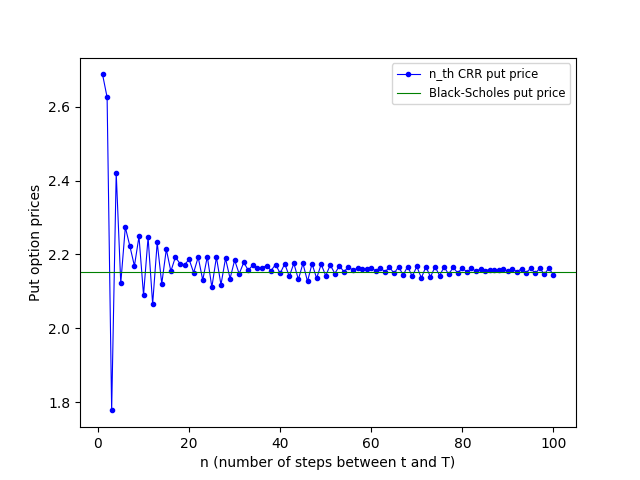 n_th CRR put price
Black-Scholes put price
Put option prices
2.6
2.4
2.2
2.0
1.8
0 20 40 60 80 100
n (number of steps between t and T)